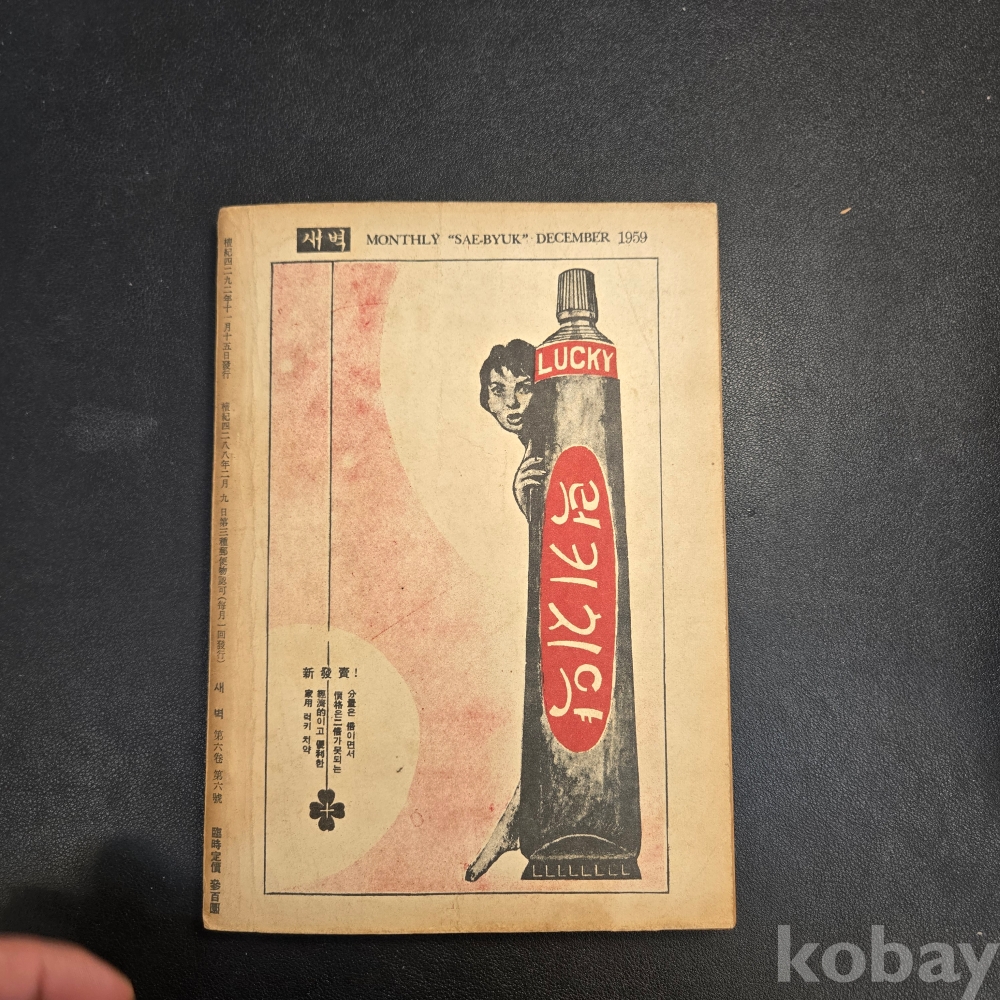 새벽 MONTHLY "SAE-BYUK" DECEMBER 1959
檀紀四二九二年十一月十五日發行 檀紀四二八八年二月九日第三種郵便物認可(每月一回發行) 새벽 第六卷 第六號 臨時定價 參百圜
LUCKY
럭키치약
新發賣!
分量은 倍이면서
價格은 二倍가 못되는
經濟的이고 便利한
家用 럭키 치약
LLLLLLLL
kobay